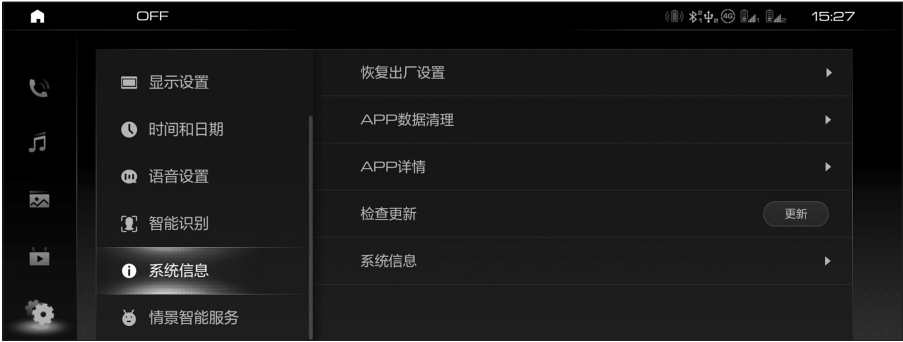 OFF
4G
15:27
显示设置
时间和日期
语音设置
智能识别
系统信息
情景智能服务
恢复出厂设置
APP数据清理
APP详情
检查更新
更新
系统信息